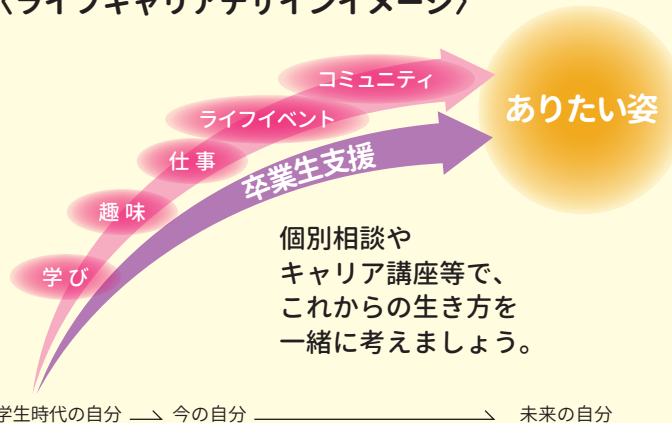 〈ライフキャリアデザインイメージ〉
コミュニティ
ライフイベント
仕 事
趣 味
学 び
ありたい姿
卒業生支援
個別相談や
キャリア講座等で、
これからの生き方を
一緒に考えましょう。
学生時代の自分 今の自分 未来の自分